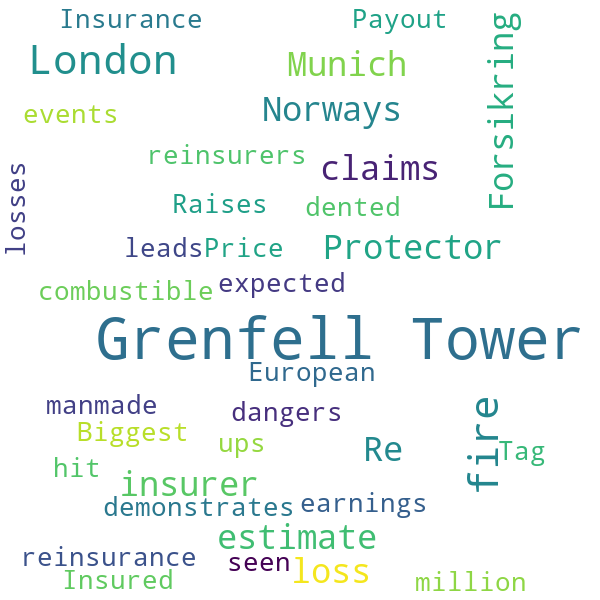 Insurance
Payout
London
Munich
Forsikring
events
Norways
reinsurers
claims
losses
Raises
dented
leads
Price
Protector
expected
combustible
Grenfell Tower
European
manmade
dangers
Biggest
ups
fire
Re
Tag
hit
insurer
demonstrates
earnings
estimate
reinsurance
seen
loss
Insured
million